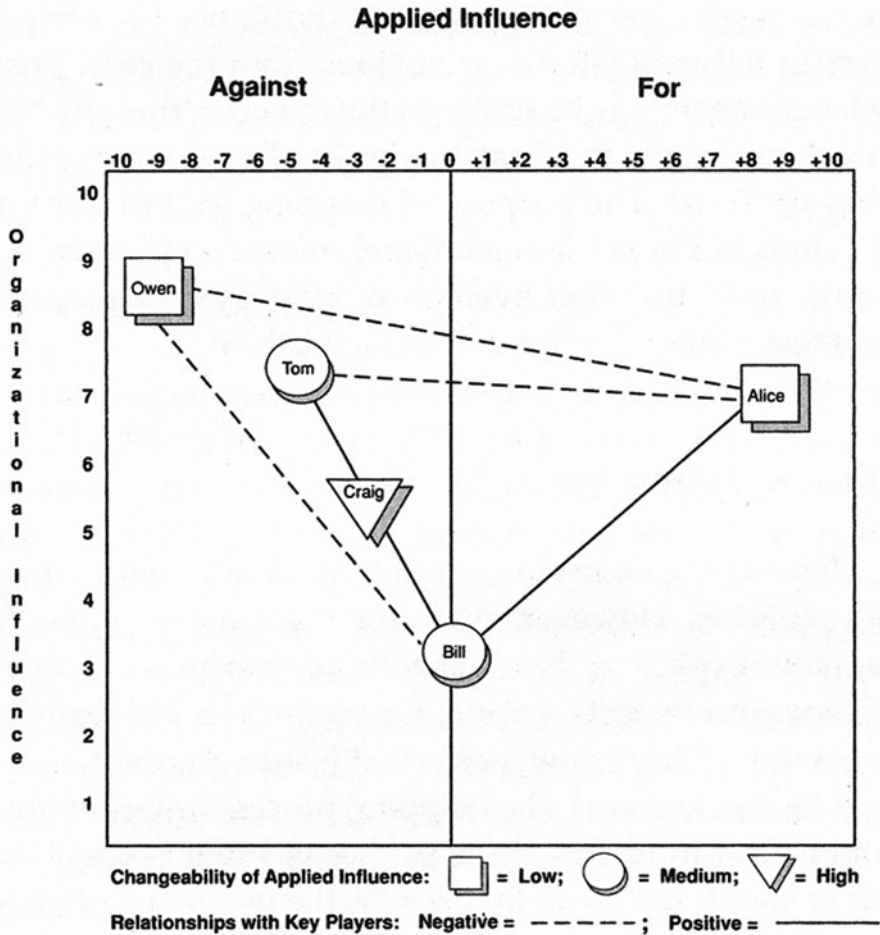 Applied Influence
Against For
-10 -9 -8 -7 -6 -5 -4 -3 -2 -1 0 +1 +2 +3 +4 +5 +6 +7 +8 +9 +10
Organizational Influence
10
9
8
7
6
5
4
3
2
1
Owen
Tom
Alice
Craig
Bill
Changeability of Applied Influence: = Low; = Medium; = High
Relationships with Key Players: Negative = - - - - - - ; Positive =